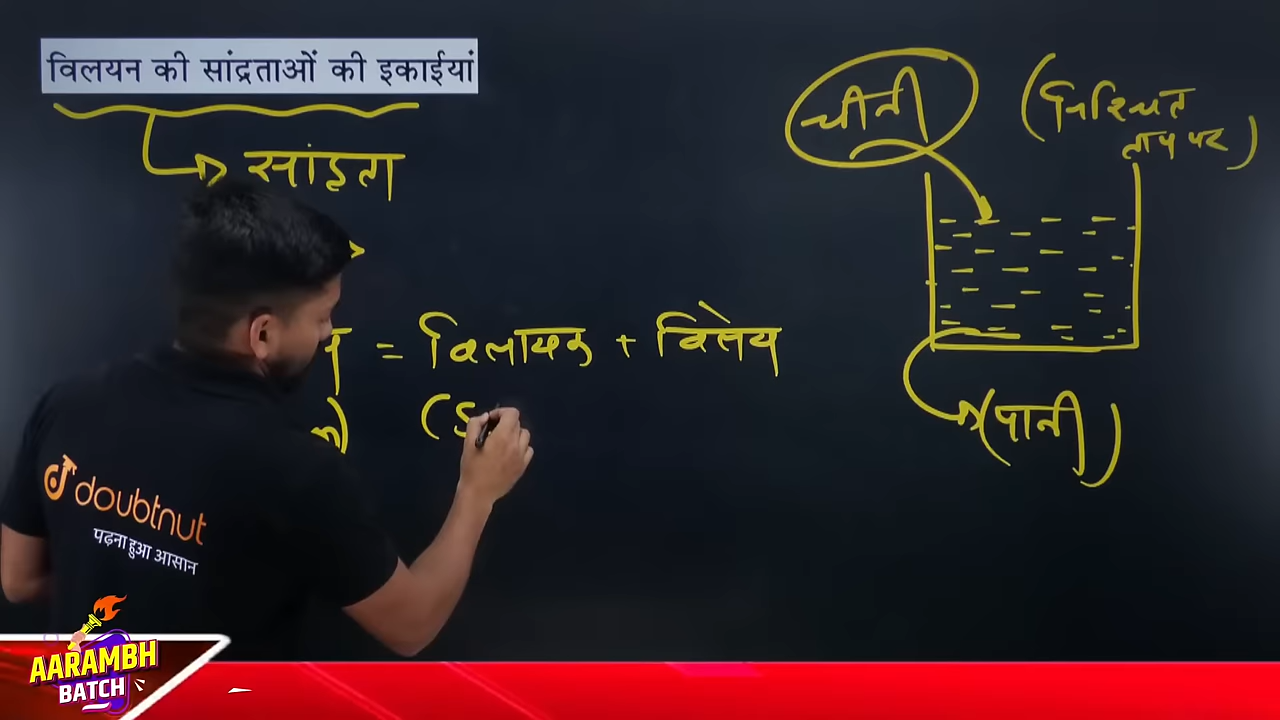 विलयन की सांद्रताओं की इकाईयां
चीनी
(निश्चित
ताप पर)
सांद्रता
= विलायक + विलेय
(S
(पानी)
doubtnut
पढ़ना हुआ आसान
AARAMBH
BATCH